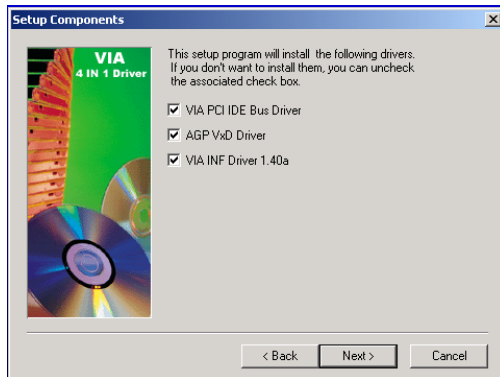 Setup Components
VIA
4 IN 1 Driver
This setup program will install the following drivers.
If you don't want to install them, you can uncheck
the associated check box.
VIA PCI IDE Bus Driver
AGP VxD Driver
VIA INF Driver 1.40a
< Back
Next >
Cancel